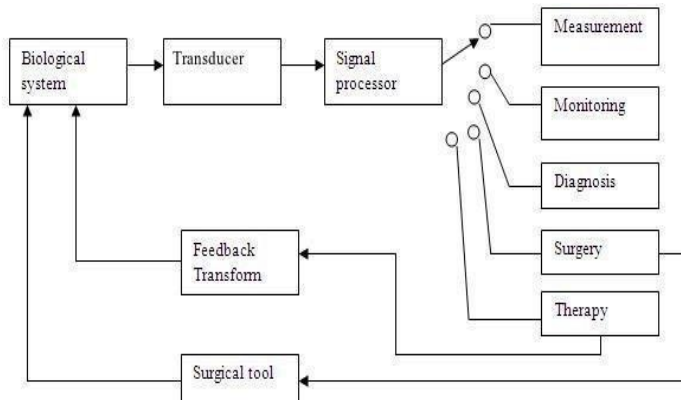 Biological
system
Transducer
Signal
processor
Measurement
Monitoring
Diagnosis
Surgery
Therapy
Feedback
Transform
Surgical tool